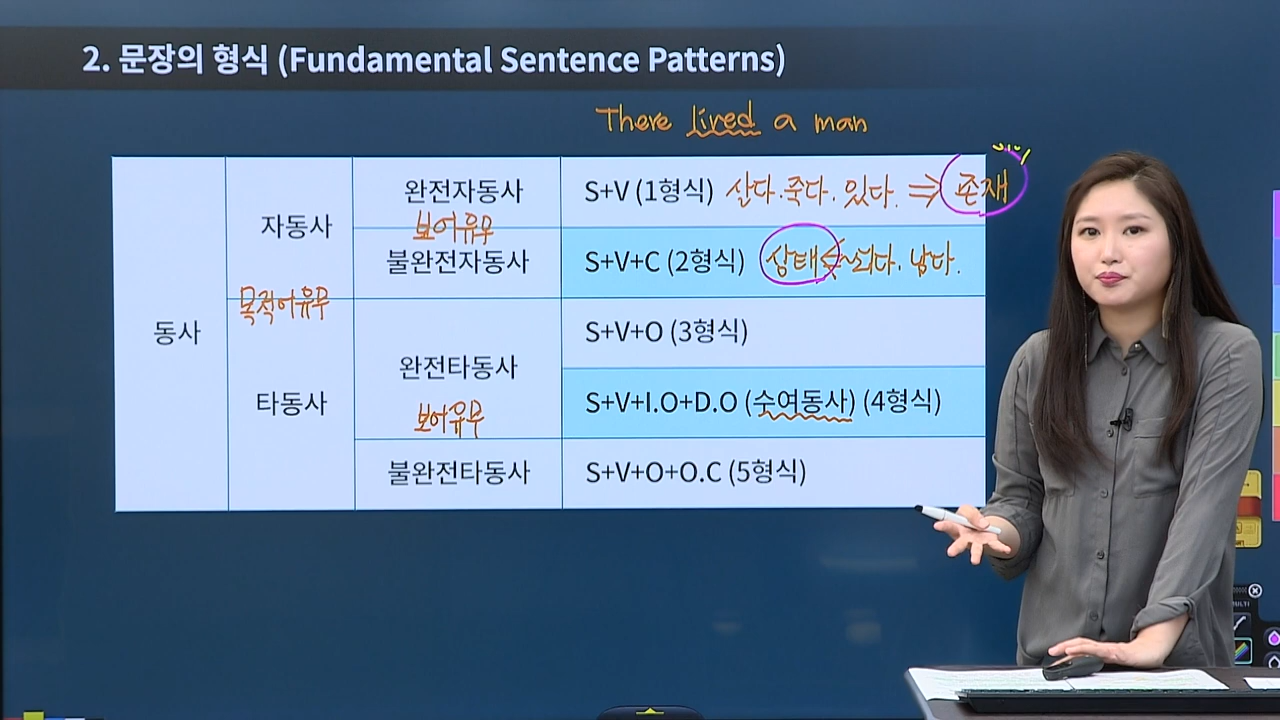 2. 문장의 형식 (Fundamental Sentence Patterns)
There lived a man
동사
자동사
목적어유무
타동사
완전자동사
보어유무
불완전자동사
완전타동사
보어유무
불완전타동사
S+V (1형식) 살다.죽다.있다. ⇒ 존재
S+V+C (2형식) 상태 ⇐ 되다. 남다.
S+V+O (3형식)
S+V+I.O+D.O (수여동사) (4형식)
S+V+O+O.C (5형식)